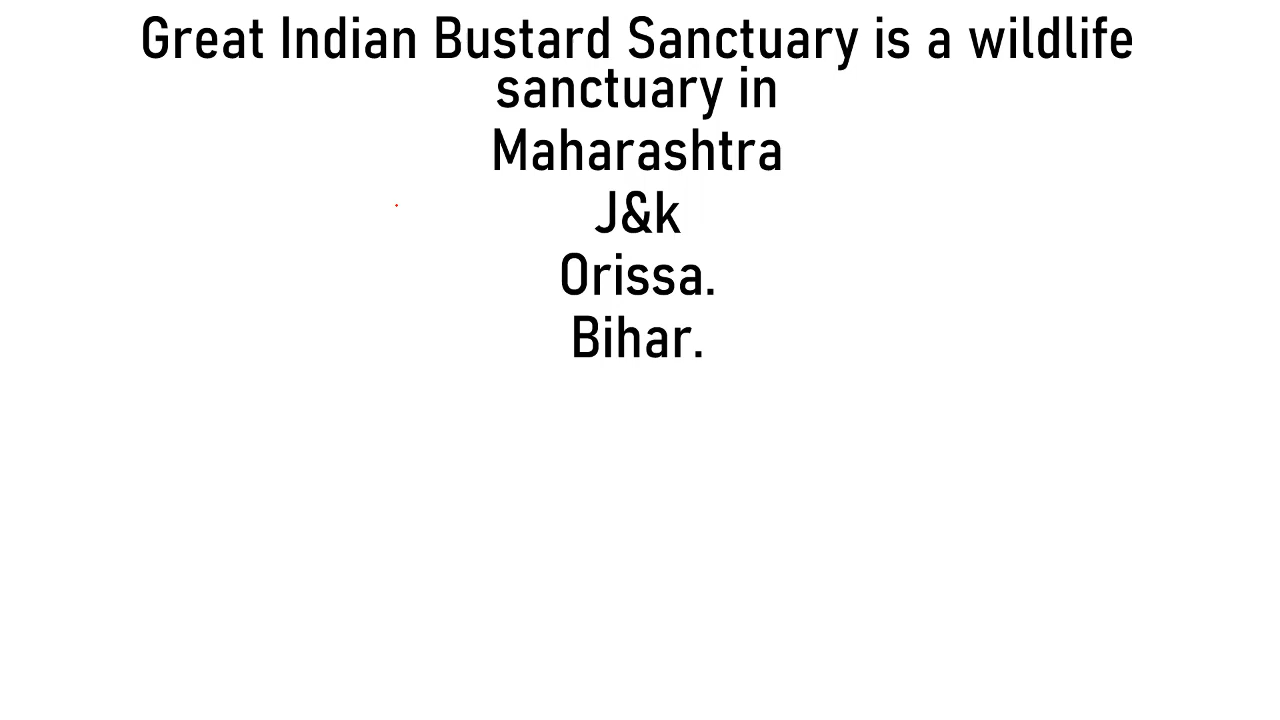 Great Indian Bustard Sanctuary is a wildlife
sanctuary in
Maharashtra
J&k
Orissa.
Bihar.